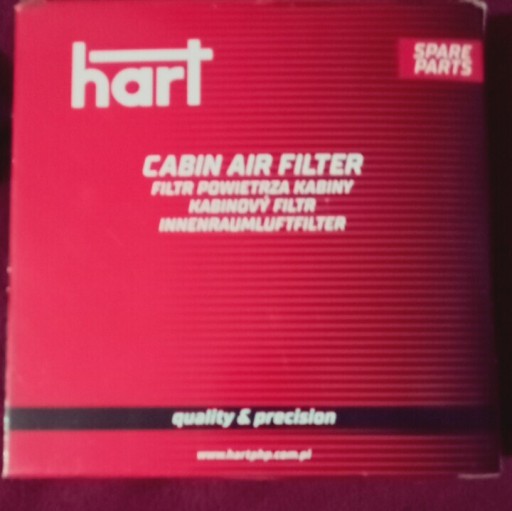 hart
SPARE
PARTS
CABIN AIR FILTER
FILTR POWIETRZA KABINY
KABINOVÝ FILTR
INNENRAUMLUFTFILTER
quality & precision
www.hartphp.com.pl